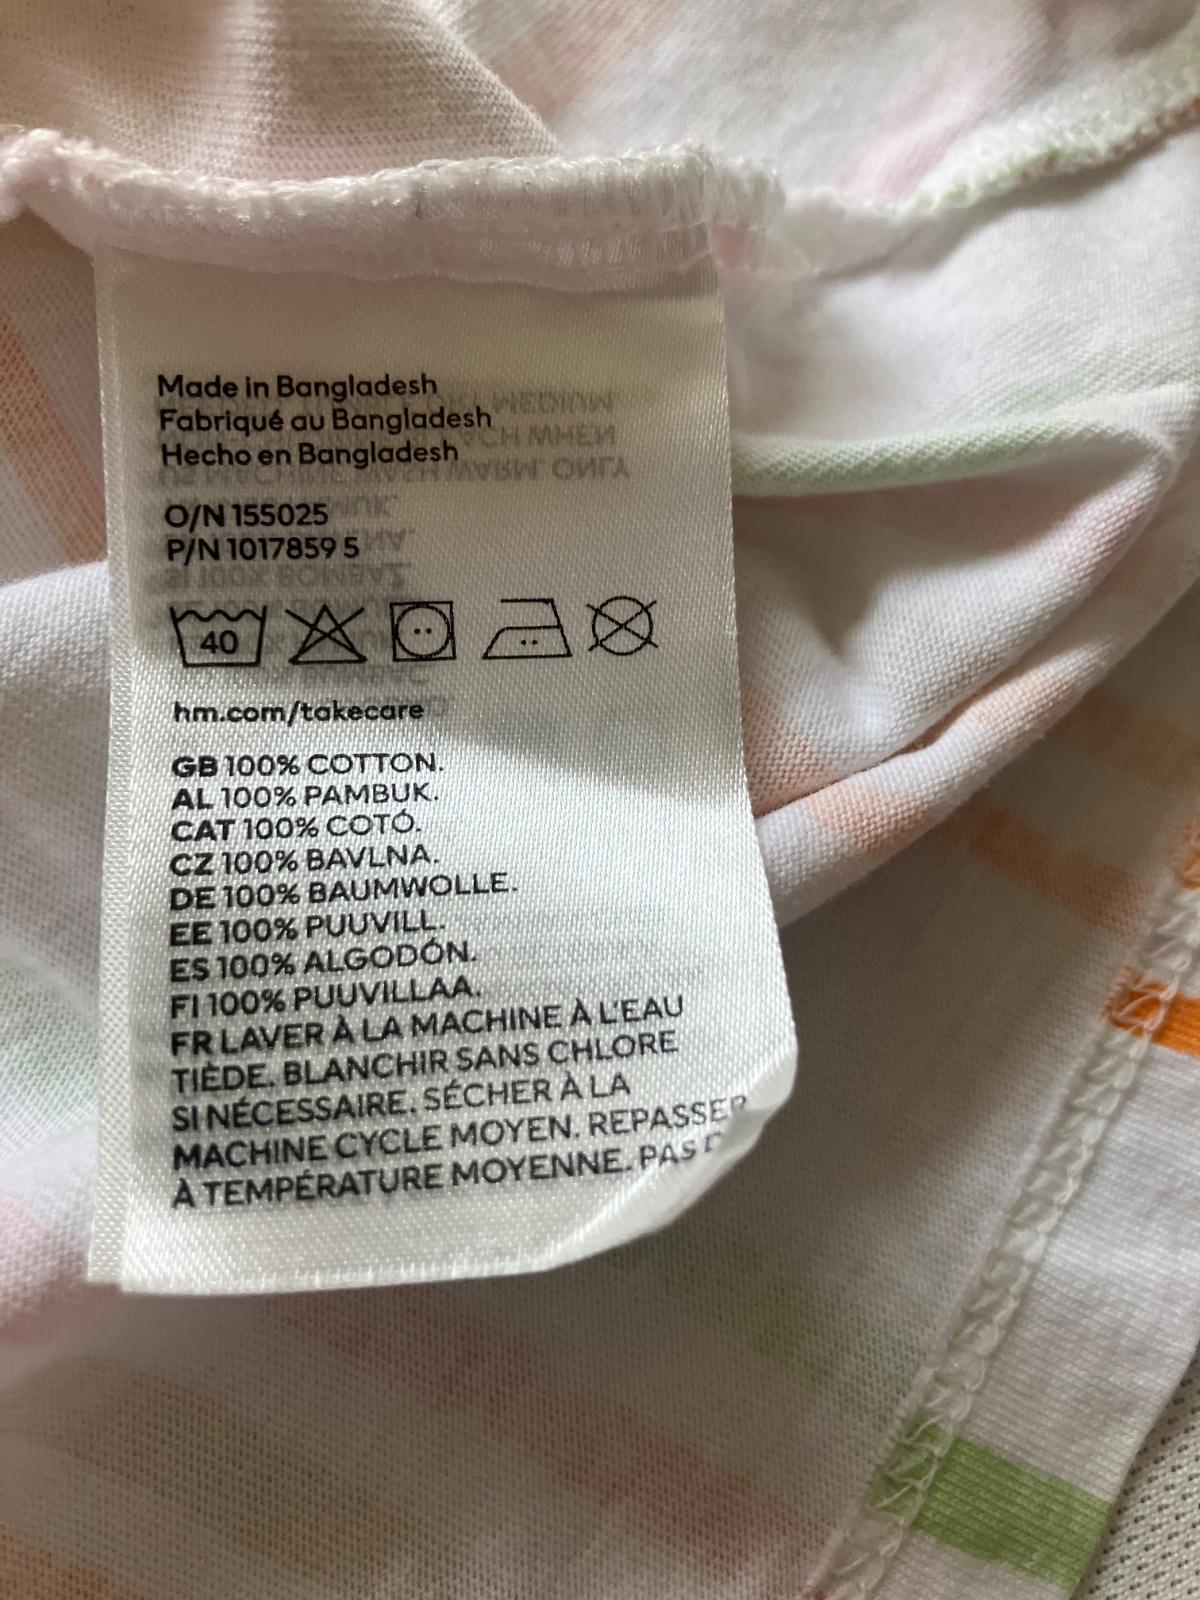 Made in Bangladesh
Fabriqué au Bangladesh
Hecho en Bangladesh
O/N 155025
P/N 1017859 5
40
hm.com/takecare
GB 100% COTTON.
AL 100% PAMBUK.
CAT 100% COTÓ.
CZ 100% BAVLNA.
DE 100% BAUMWOLLE.
EE 100% PUUVILL.
ES 100% ALGODÓN.
FI 100% PUUVILLAA.
FR LAVER À LA MACHINE À L'EAU
TIÈDE. BLANCHIR SANS CHLORE
SI NÉCESSAIRE. SÉCHER À LA
MACHINE CYCLE MOYEN. REPASSER
À TEMPÉRATURE MOYENNE. PAS